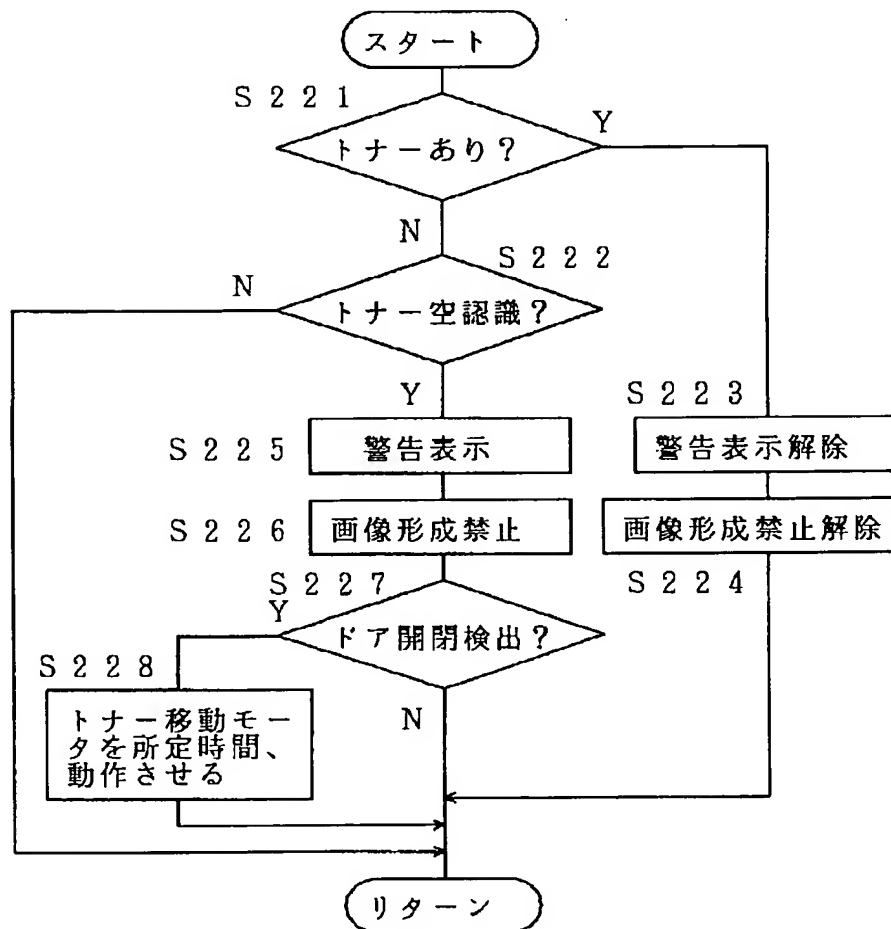 スタート
S221
トナーあり?
Y
N
S222
トナー空認識?
N
Y
S223
S225
警告表示
警告表示解除
S226
画像形成禁止
画像形成禁止解除
S227
S224
Y
ドア開閉検出?
S228
N
トナー移動モー
タを所定時間、
動作させる
リターン